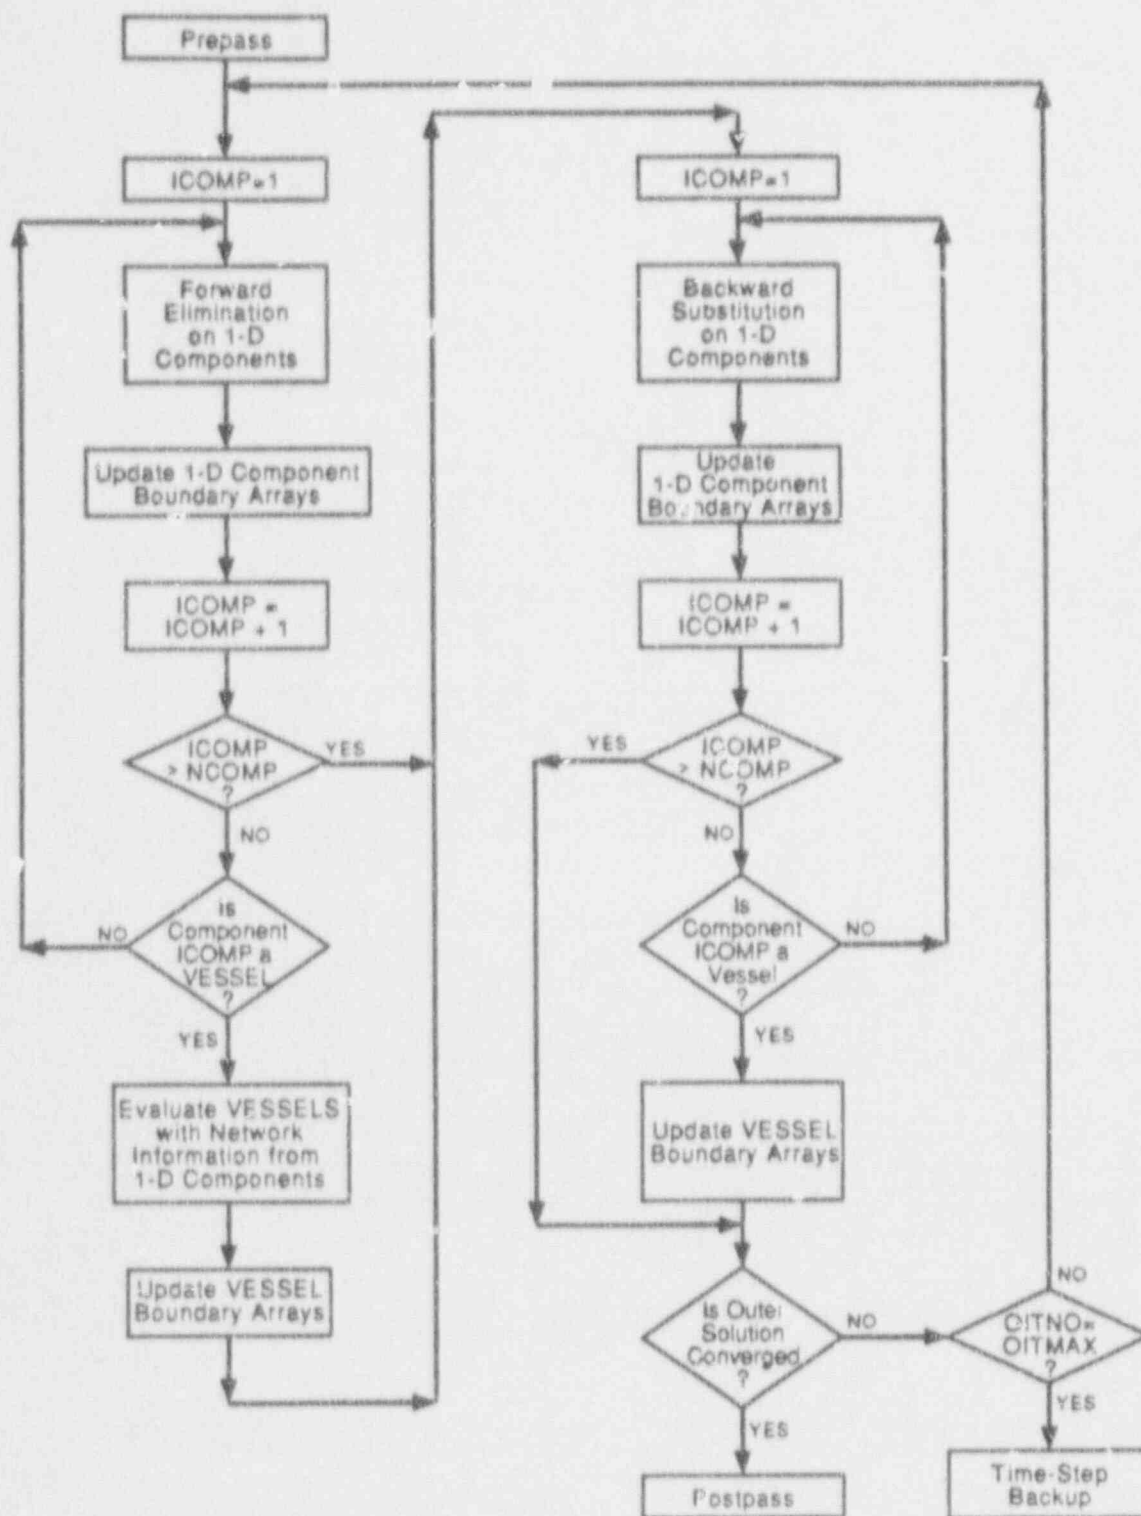 Prepass
ICOMP=1
Forward
Elimination
on 1-D
Components
Update 1-D Component
Boundary Arrays
ICOMP =
ICOMP + 1
ICOMP
> NCOMP
?
YES
NO
Is
Component
ICOMP a
VESSEL
?
NO
YES
Evaluate VESSELS
with Network
Information from
1-D Components
Update VESSEL
Boundary Arrays
ICOMP=1
Backward
Substitution
on 1-D
Components
Update
1-D Component
Boundary Arrays
ICOMP =
ICOMP + 1
ICOMP
> NCOMP
?
YES
NO
Is
Component
ICOMP a
Vessel
?
NO
YES
Update VESSEL
Boundary Arrays
Is Outer
Solution
Converged
?
NO
YES
Postpass
OITNO=
OITMAX
?
NO
YES
Time-Step
Backup